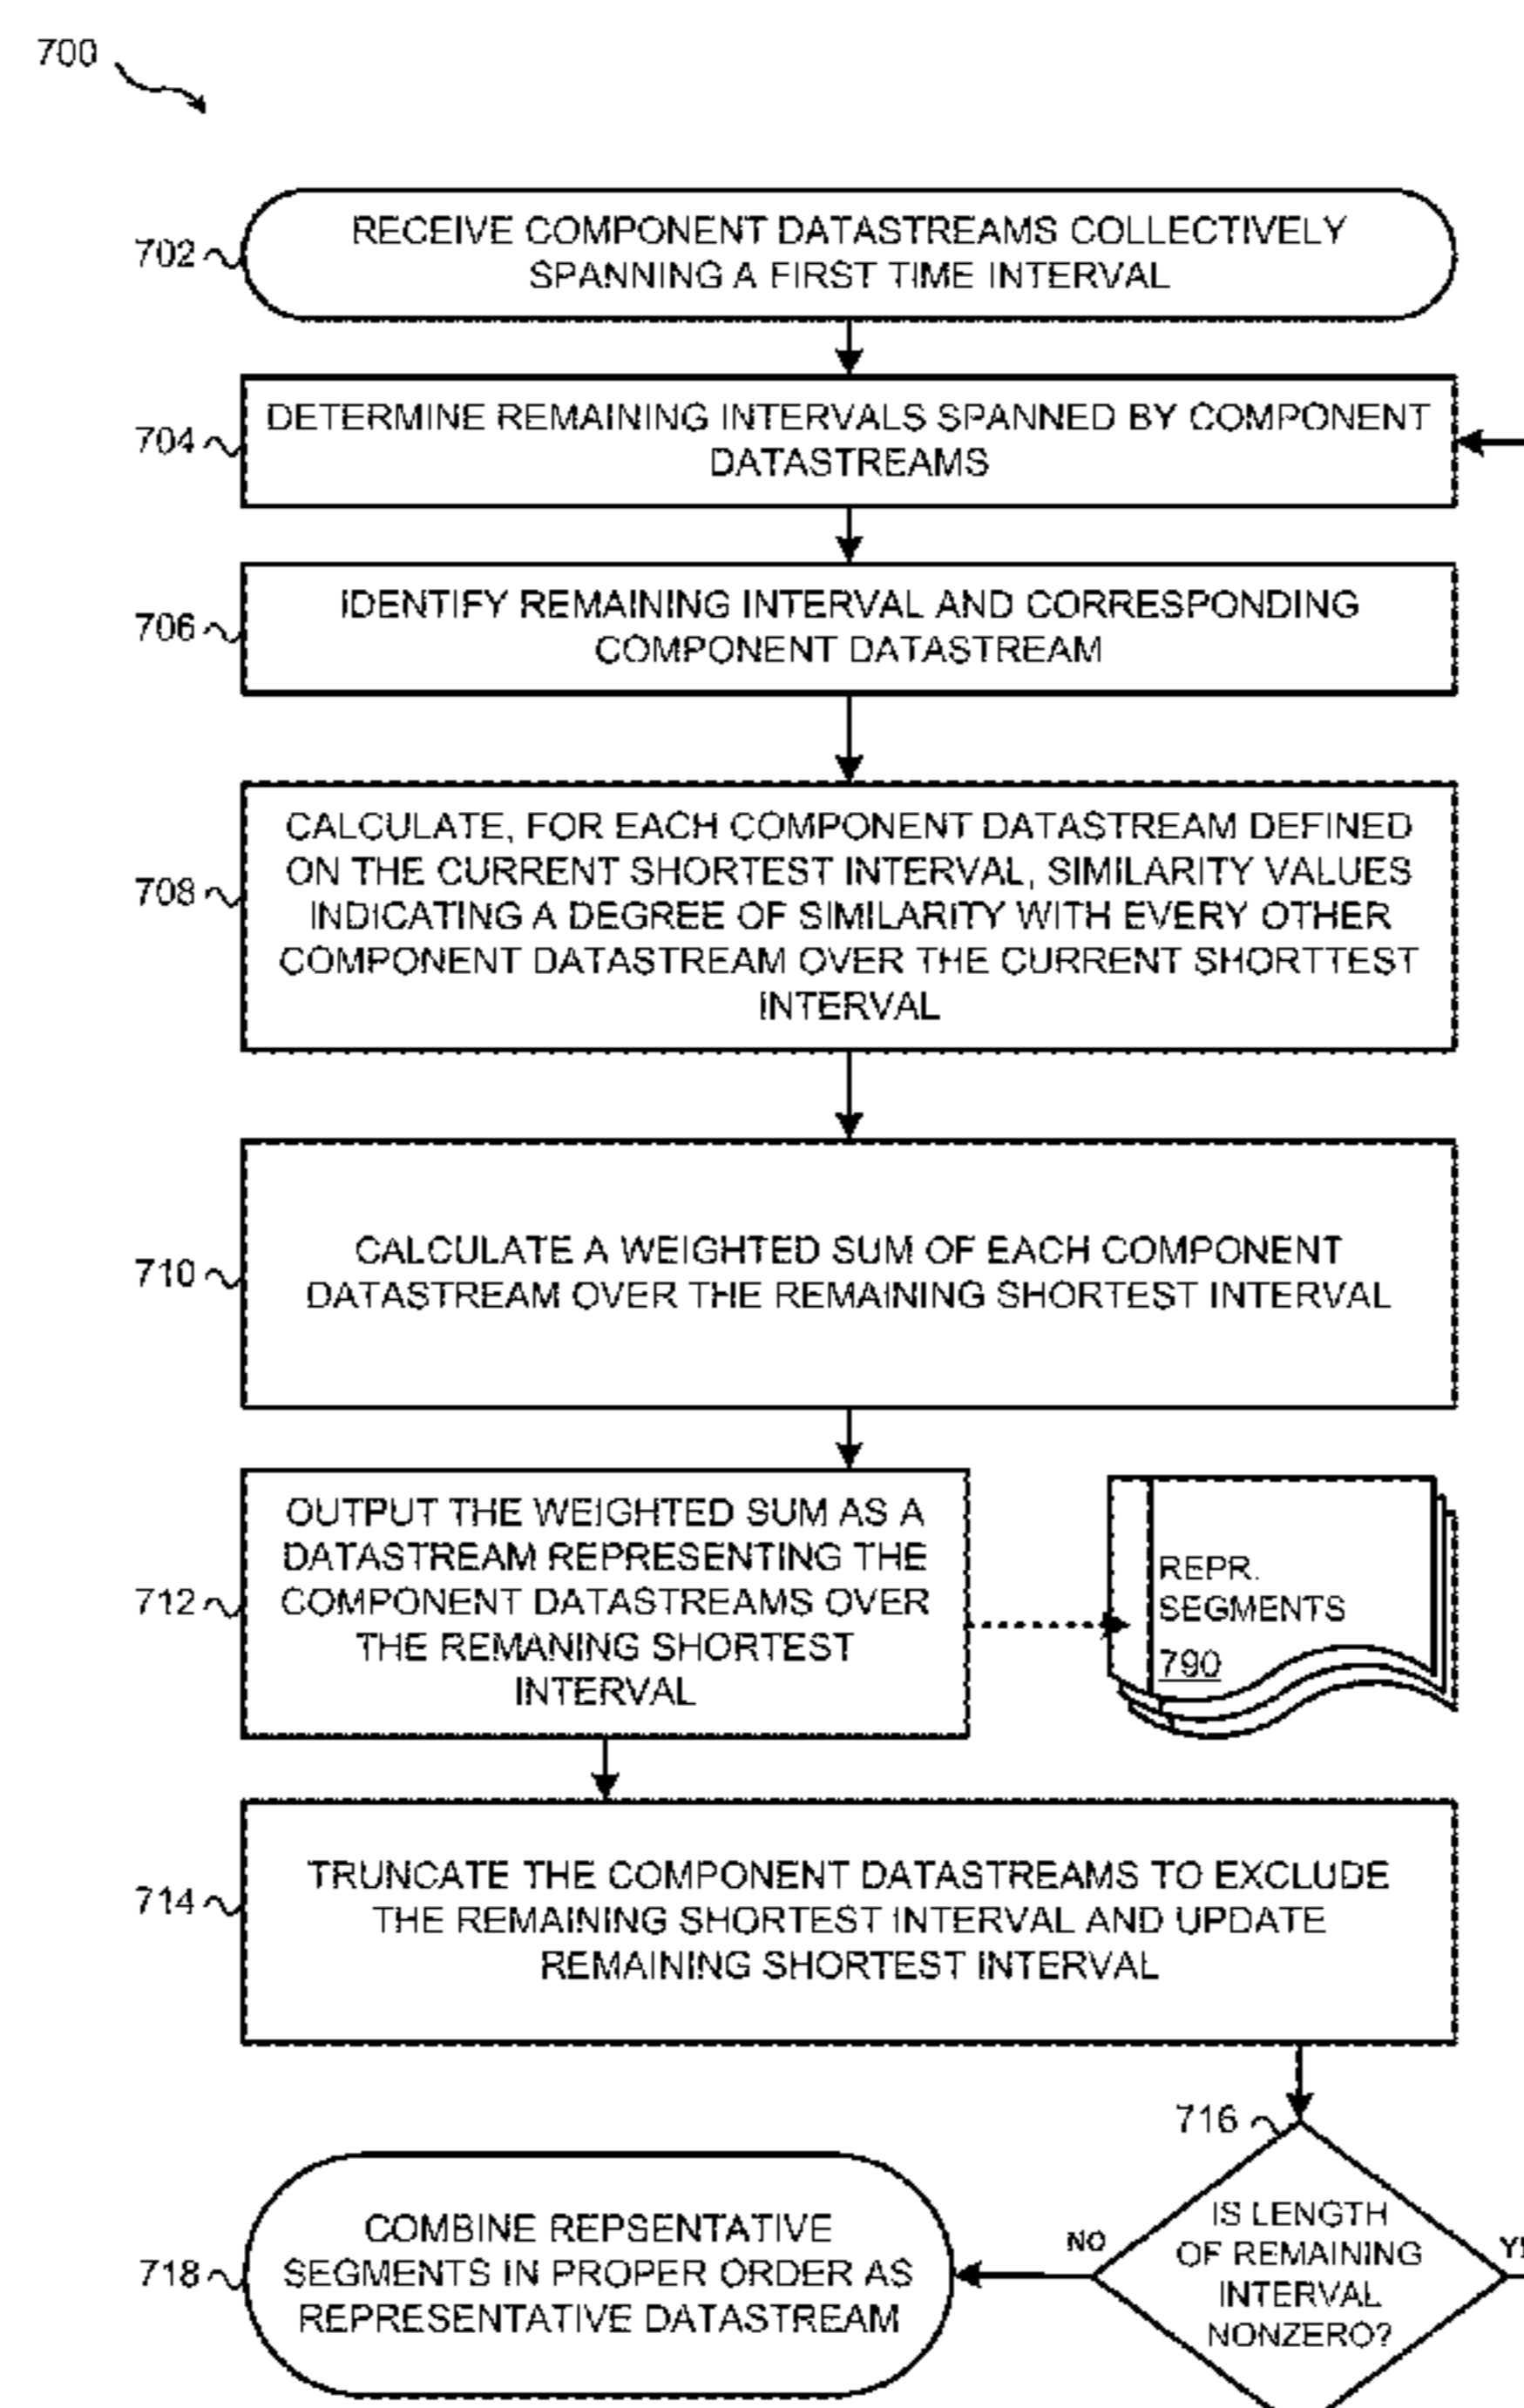 700
702
RECEIVE COMPONENT DATASTREAMS COLLECTIVELY
SPANNING A FIRST TIME INTERVAL
704
DETERMINE REMAINING INTERVALS SPANNED BY COMPONENT
DATASTREAMS
706
IDENTIFY REMAINING INTERVAL AND CORRESPONDING
COMPONENT DATASTREAM
708
CALCULATE, FOR EACH COMPONENT DATASTREAM DEFINED
ON THE CURRENT SHORTEST INTERVAL, SIMILARITY VALUES
INDICATING A DEGREE OF SIMILARITY WITH EVERY OTHER
COMPONENT DATASTREAM OVER THE CURRENT SHORTTEST
INTERVAL
710
CALCULATE A WEIGHTED SUM OF EACH COMPONENT
DATASTREAM OVER THE REMAINING SHORTEST INTERVAL
712
OUTPUT THE WEIGHTED SUM AS A
DATASTREAM REPRESENTING THE
COMPONENT DATASTREAMS OVER
THE REMANING SHORTEST
INTERVAL
REPR.
SEGMENTS
790
714
TRUNCATE THE COMPONENT DATASTREAMS TO EXCLUDE
THE REMAINING SHORTEST INTERVAL AND UPDATE
REMAINING SHORTEST INTERVAL
716
IS LENGTH
OF REMAINING
INTERVAL
NONZERO?
NO
718
COMBINE REPSENTATIVE
SEGMENTS IN PROPER ORDER AS
REPRESENTATIVE DATASTREAM